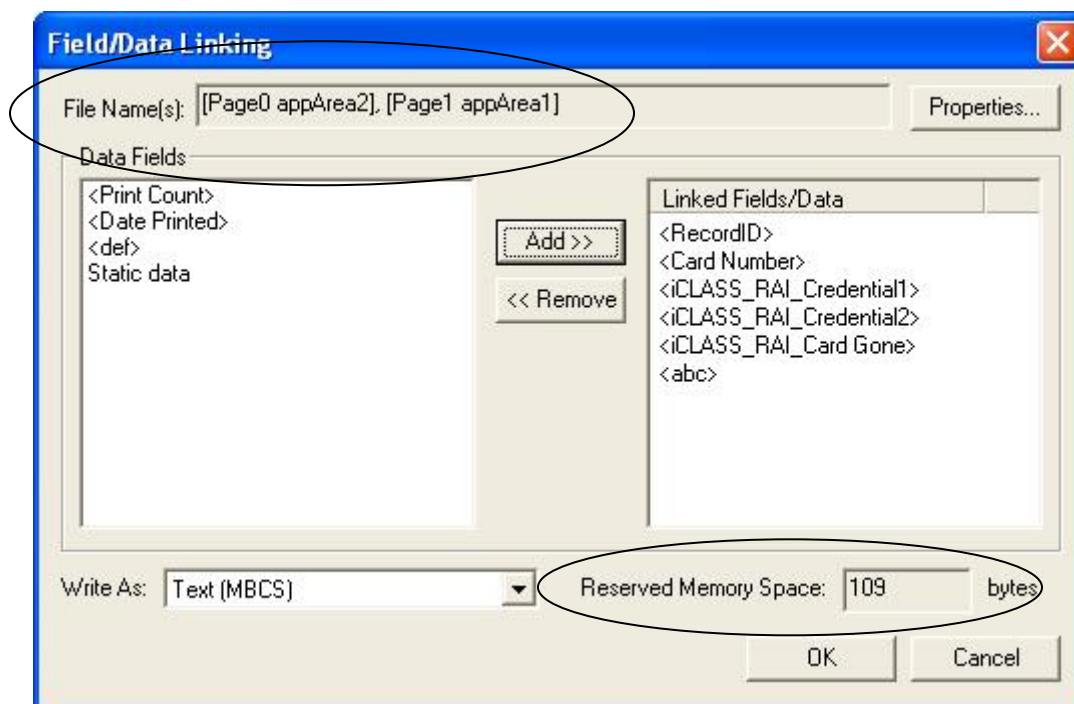 Field/Data Linking
File Name(s): [Page0 appArea2], [Page1 appArea1] Properties...
Data Fields
<Print Count>
<Date Printed>
<def>
Static data
Add >>
<< Remove
Linked Fields/Data
<RecordID>
<Card Number>
<iCLASS_RAI_Credential1>
<iCLASS_RAI_Credential2>
<iCLASS_RAI_Card Gone>
<abc>
Write As: Text (MBCS) Reserved Memory Space: 109 bytes
OK Cancel